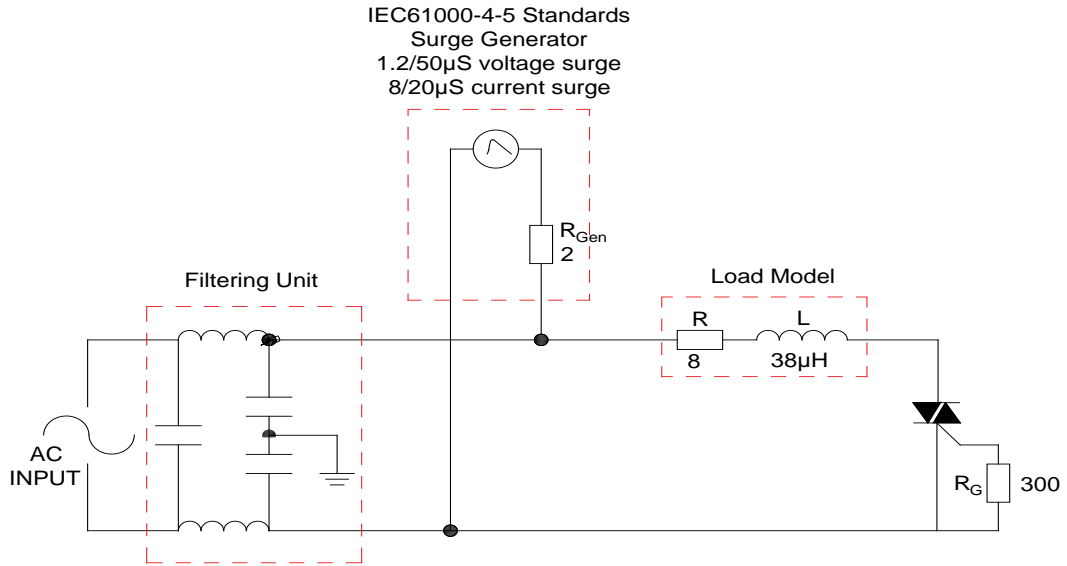 IEC61000-4-5 Standards
Surge Generator
1.2/50µS voltage surge
8/20µS current surge
RGen
2
Filtering Unit
Load Model
R
L
8
38µH
AC
INPUT
RG
300